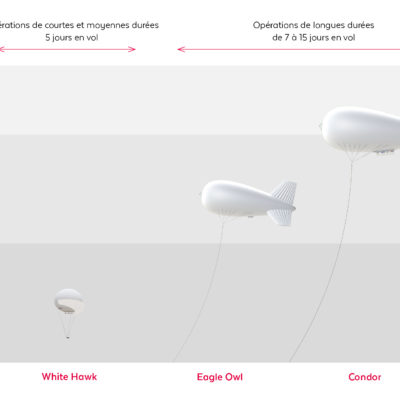 érations de courtes et moyennes durées
5 jours en vol
Opérations de longues durées
de 7 à 15 jours en vol
White Hawk
Eagle Owl
Condor